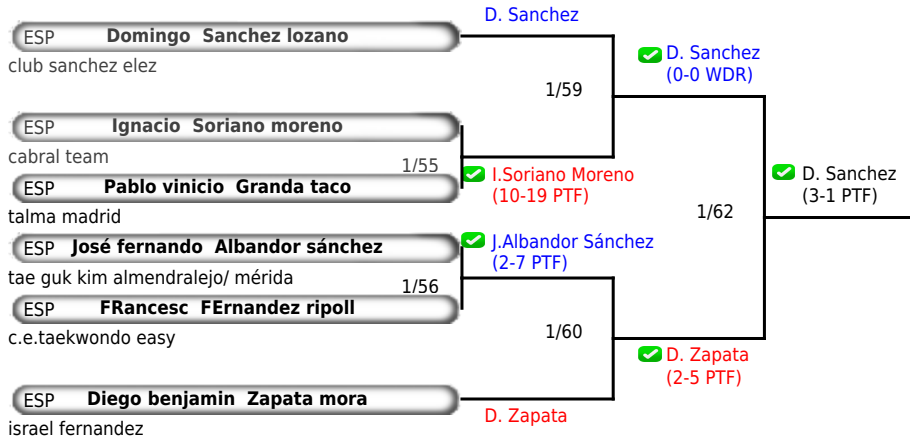 D. Sanchez
ESP Domingo Sanchez lozano
club sanchez elez
D. Sanchez
(0-0 WDR)
1/59
ESP Ignacio Soriano moreno
cabral team
1/55
I.Soriano Moreno
(10-19 PTF)
ESP Pablo vinicio Granda taco
talma madrid
D. Sanchez
(3-1 PTF)
1/62
ESP José fernando Albandor sánchez
tae guk kim almendralejo/ mérida
J.Albandor Sánchez
(2-7 PTF)
1/56
ESP FRancesc FErnandez ripoll
c.e.taekwondo easy
1/60
D. Zapata
(2-5 PTF)
ESP Diego benjamin Zapata mora
israel fernandez
D. Zapata